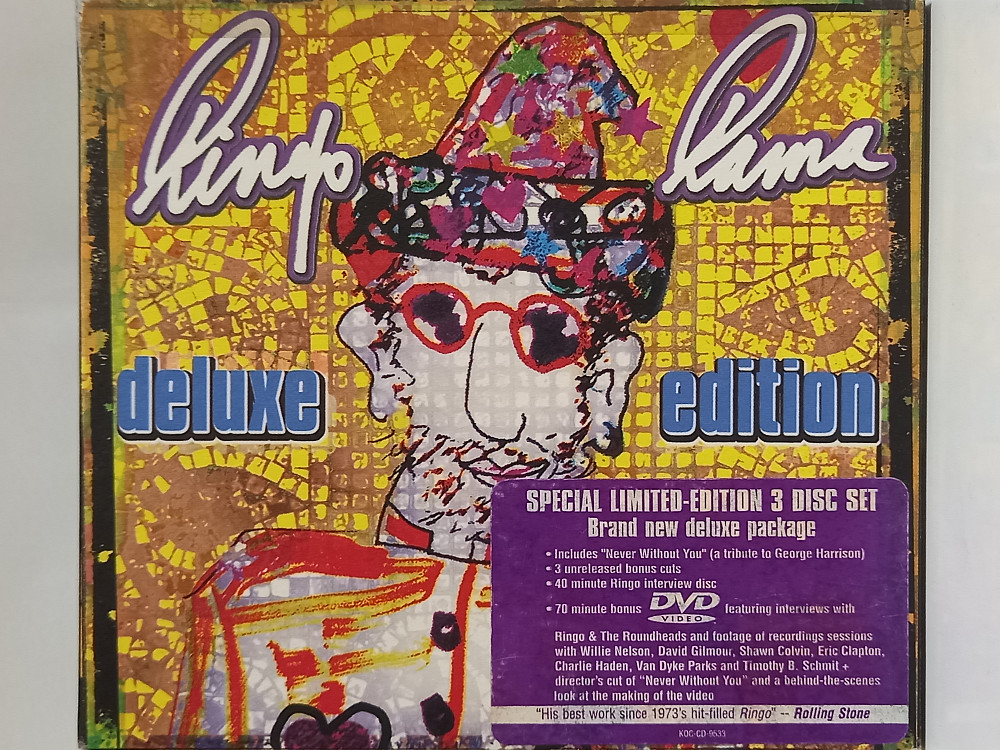 Ringo Rama
deluxe edition
SPECIAL LIMITED-EDITION 3 DISC SET
Brand new deluxe package
• Includes "Never Without You" (a tribute to George Harrison)
• 3 unreleased bonus cuts
• 40 minute Ringo interview disc
• 70 minute bonus DVD VIDEO featuring interviews with
Ringo & The Roundheads and footage of recordings sessions
with Willie Nelson, David Gilmour, Shawn Colvin, Eric Clapton,
Charlie Haden, Van Dyke Parks and Timothy B. Schmit +
director's cut of "Never Without You" and a behind-the-scenes
look at the making of the video
"His best work since 1973's hit-filled Ringo" -- Rolling Stone
KOC-CD-9533